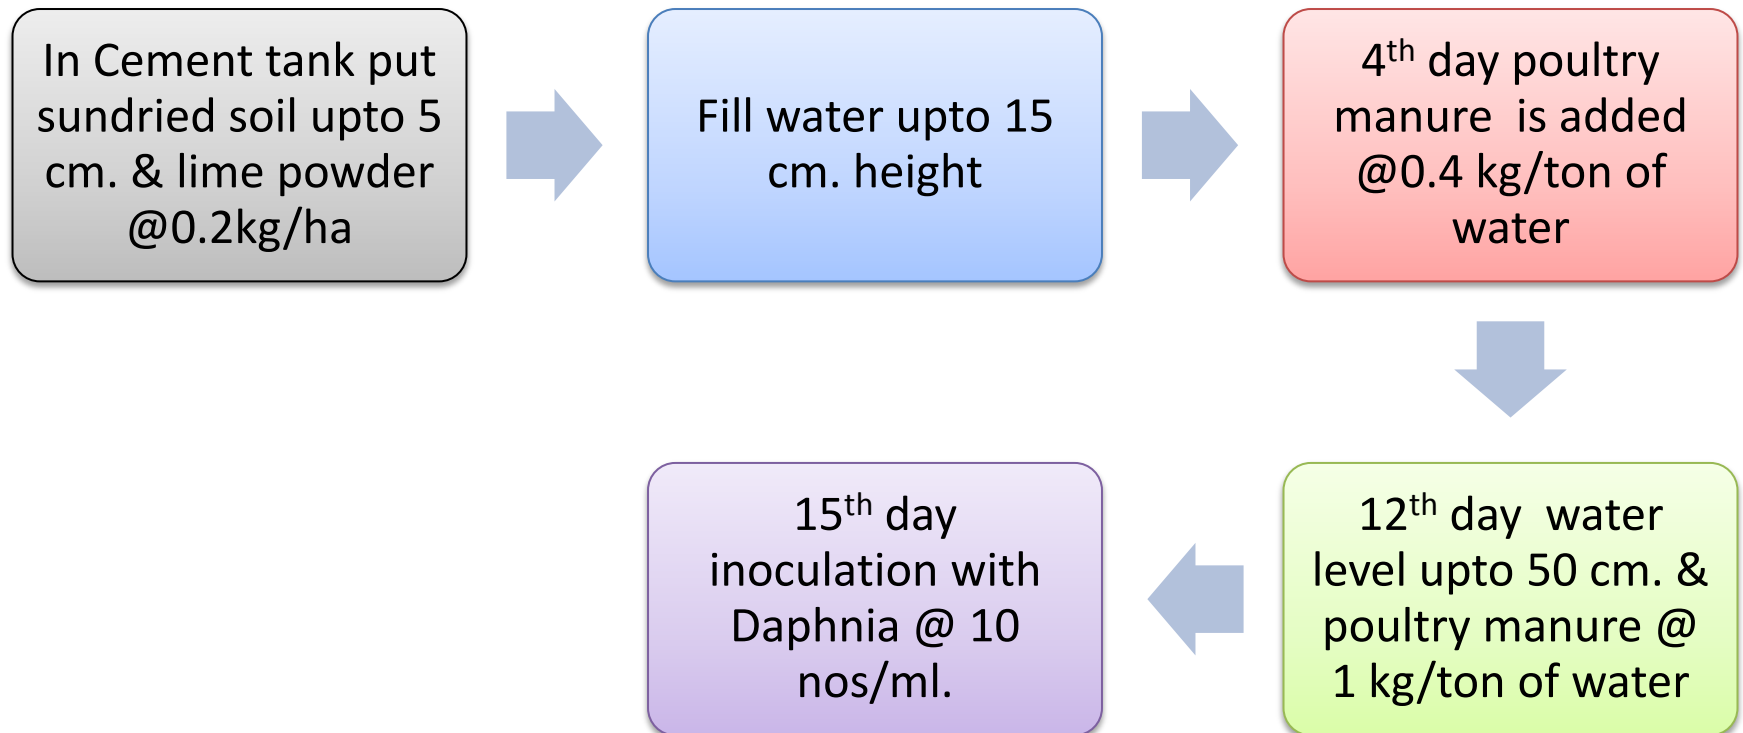 In Cement tank put
sundried soil upto 5
cm. & lime powder
@0.2kg/ha
Fill water upto 15
cm. height
4th day poultry
manure  is added
@0.4 kg/ton of
water
12th day  water
level upto 50 cm. &
poultry manure @
1 kg/ton of water
15th day
inoculation with
Daphnia @ 10
nos/ml.